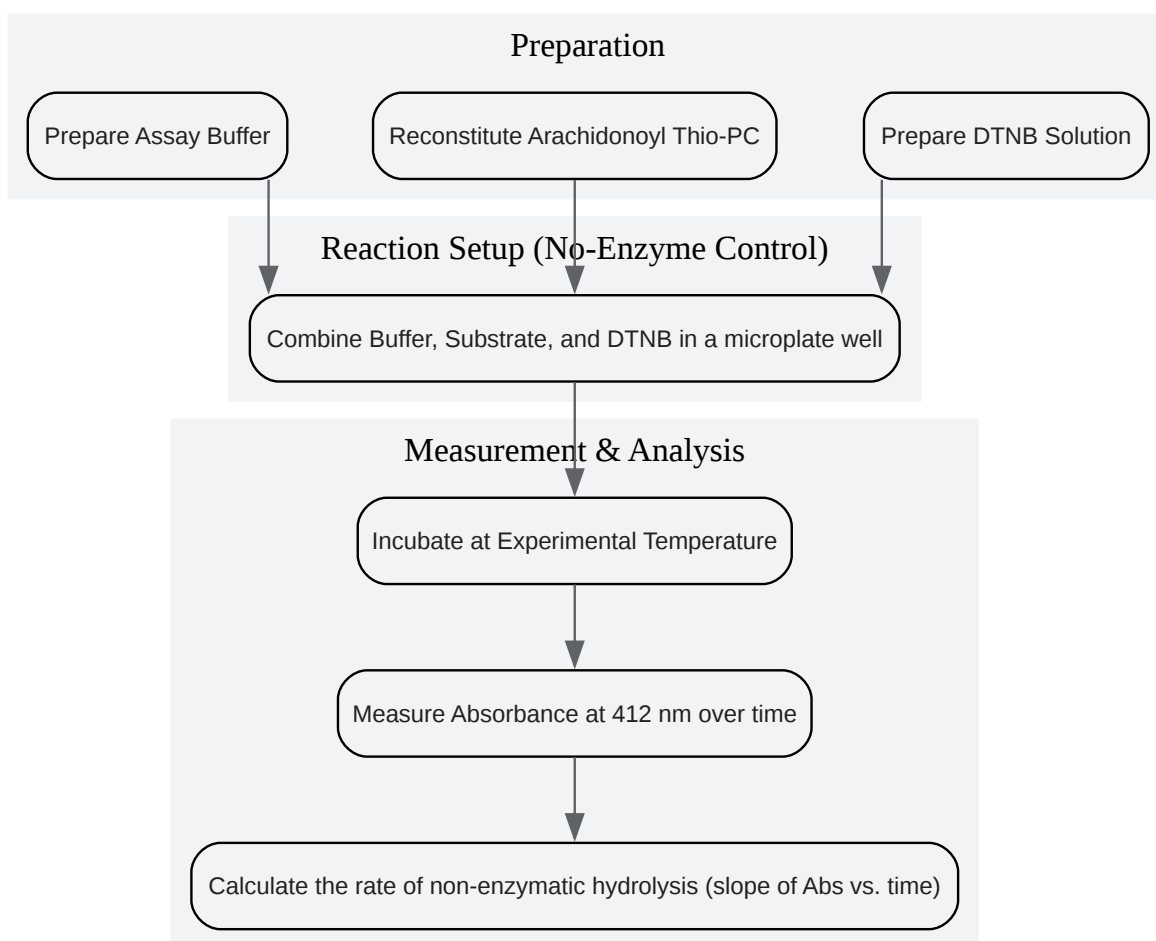 Preparation
Prepare Assay Buffer
Reconstitute Arachidonoyl Thio-PC
Prepare DTNB Solution
Reaction Setup (No-Enzyme Control)
Combine Buffer, Substrate, and DTNB in a microplate well
Measurement & Analysis
Incubate at Experimental Temperature
Measure Absorbance at 412 nm over time
Calculate the rate of non-enzymatic hydrolysis (slope of Abs vs. time)